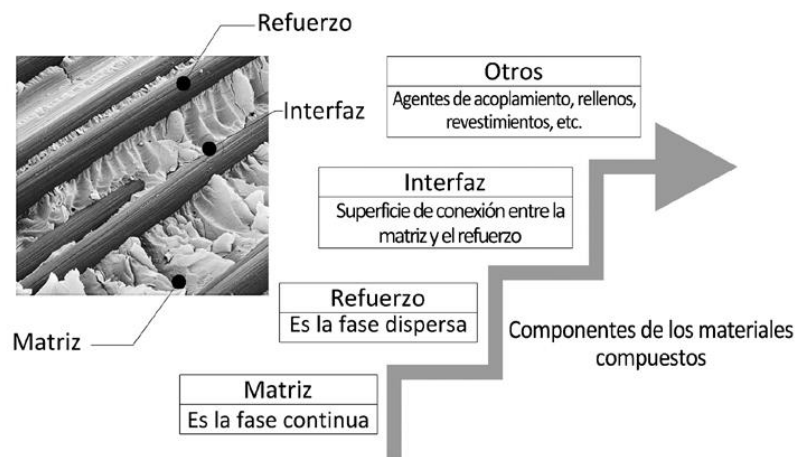 Refuerzo
Interfaz
Matriz
Otros
Agentes de acoplamiento, rellenos,
revestimientos, etc.
Interfaz
Superficie de conexión entre la
matriz y el refuerzo
Refuerzo
Es la fase dispersa
Matriz
Es la fase continua
Componentes de los materiales
compuestos